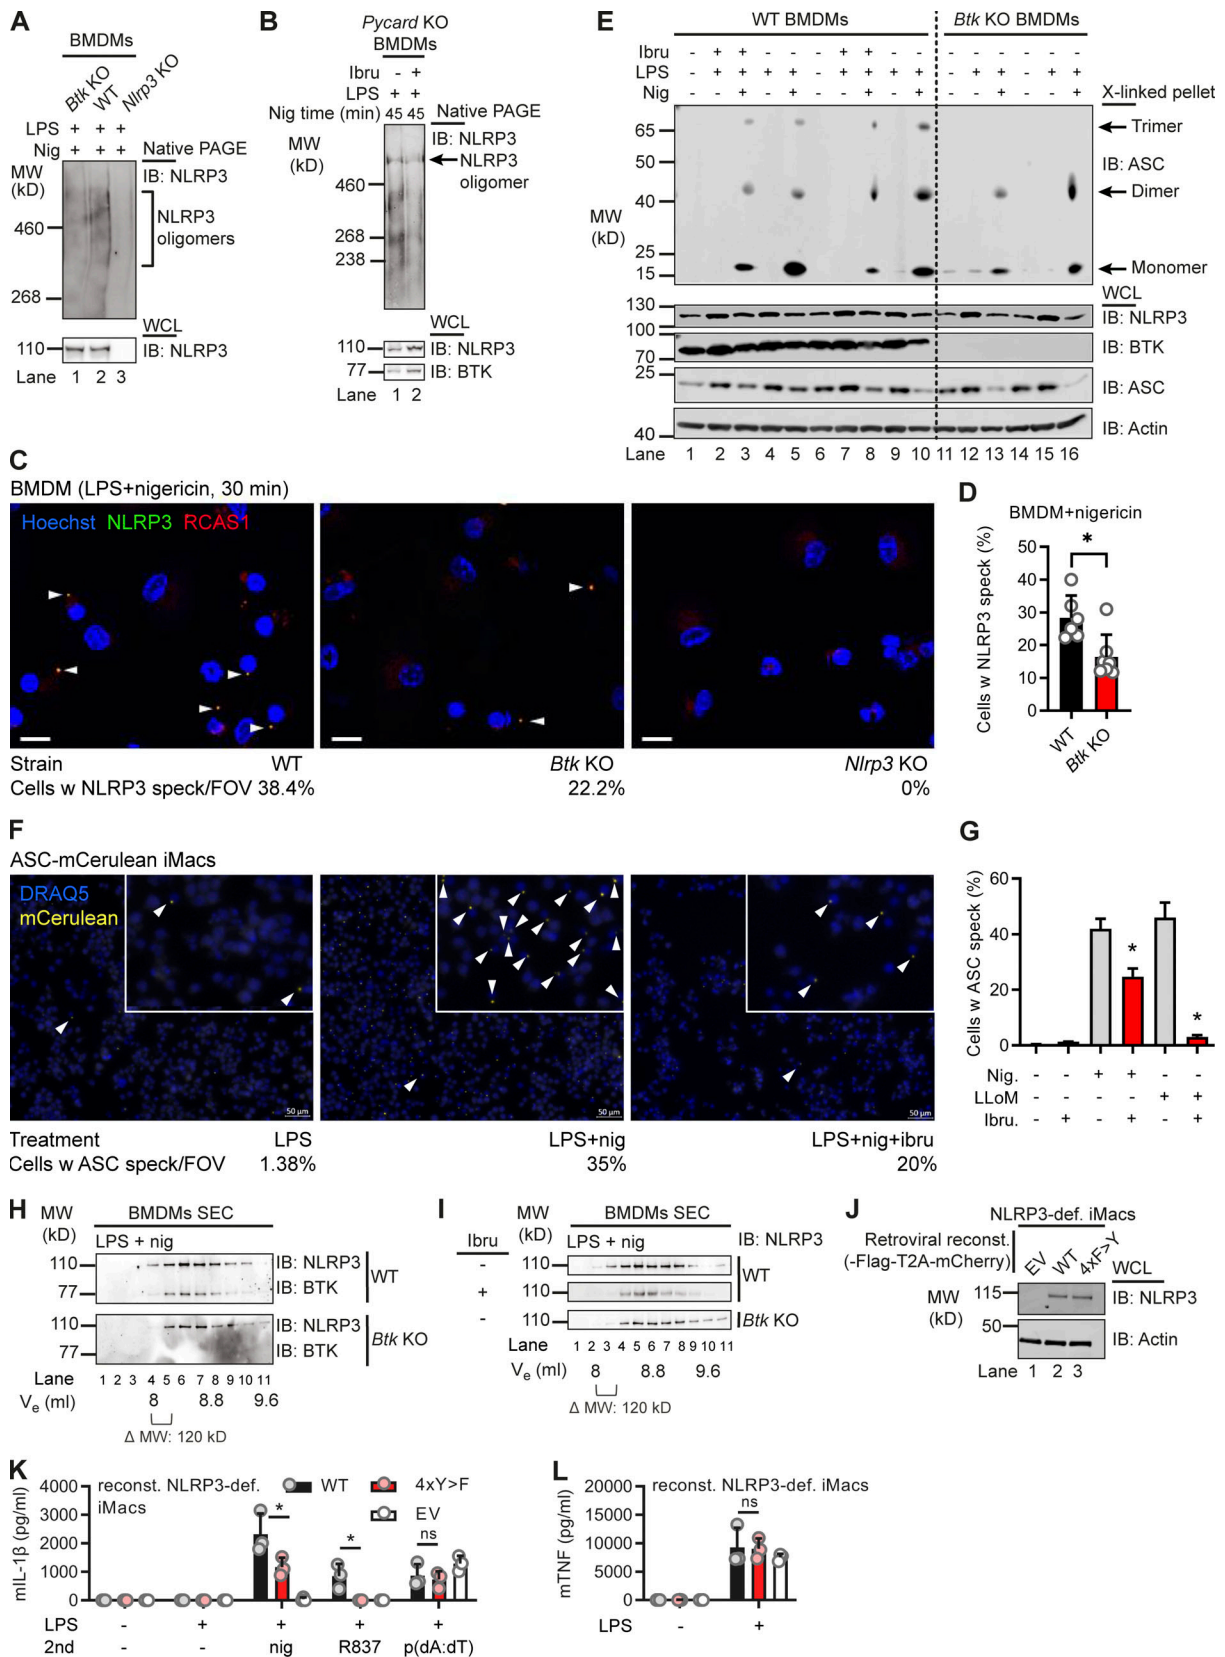 A
BMDMs
Btk KO
WT
Nlrp3 KO
LPS + + +
Nig + + +
Native PAGE
MW
(kD)
IB: NLRP3
460
268
NLRP3
oligomers
WCL
110
IB: NLRP3
Lane 1 2 3
B
Pycard KO
BMDMs
Ibru - +
LPS + +
Nig time (min) 45 45
Native PAGE
MW
(kD)
IB: NLRP3
NLRP3
oligomer
460
268
238
WCL
110
IB: NLRP3
77
IB: BTK
Lane 1 2
E
WT BMDMs
Btk KO BMDMs
Ibru - + + - - - + + - - - - - - - -
LPS - + + + + - + + + + - + + - + +
Nig - - + - + - - + - + - - + - - +
X-linked pellet
MW
(kD)
65
50
40
25
15
Trimer
IB: ASC
Dimer
Monomer
WCL
130
100
IB: NLRP3
70
IB: BTK
25
IB: ASC
40
IB: Actin
Lane 1 2 3 4 5 6 7 8 9 10 11 12 13 14 15 16
C
BMDM (LPS+nigericin, 30 min)
Hoechst NLRP3 RCAS1
Strain WT Btk KO Nlrp3 KO
Cells w NLRP3 speck/FOV 38.4% 22.2% 0%
D
BMDM+nigericin
Cells w NLRP3 speck (%)
50
40
30
20
10
0
*
WT
Btk KO
F
ASC-mCerulean iMacs
DRAQ5
mCerulean
50 µm
50 µm
50 µm
Treatment LPS LPS+nig LPS+nig+ibru
Cells w ASC speck/FOV 1.38% 35% 20%
G
Cells w ASC speck (%)
60
40
20
0
*
*
Nig. - - + + - -
LLoM - - - - + +
Ibru. - + - + - +
H
MW
(kD)
BMDMs SEC
LPS + nig
110
77
IB: NLRP3
IB: BTK
WT
110
77
IB: NLRP3
IB: BTK
Btk KO
Lane 1 2 3 4 5 6 7 8 9 10 11
Ve (ml) 8 8.8 9.6
Δ MW: 120 kD
I
MW
(kD)
BMDMs SEC
Ibru
LPS + nig
IB: NLRP3
- 110
+ 110
WT
- 110
Btk KO
Lane 1 2 3 4 5 6 7 8 9 10 11
Ve (ml) 8 8.8 9.6
Δ MW: 120 kD
J
NLRP3-def. iMacs
Retroviral reconst.
(-Flag-T2A-mCherry)
EV
WT
4xF>Y
WCL
MW
(kD)
115
IB: NLRP3
50
IB: Actin
Lane 1 2 3
K
mIL-1β (pg/ml)
4000
3000
2000
1000
0
reconst. NLRP3-def.
iMacs
WT
4xY>F
EV
*
*
ns
LPS - + + + +
2nd - - nig R837 p(dA:dT)
L
mTNF (pg/ml)
20000
15000
10000
5000
0
reconst. NLRP3-def. iMacs
ns
LPS - +